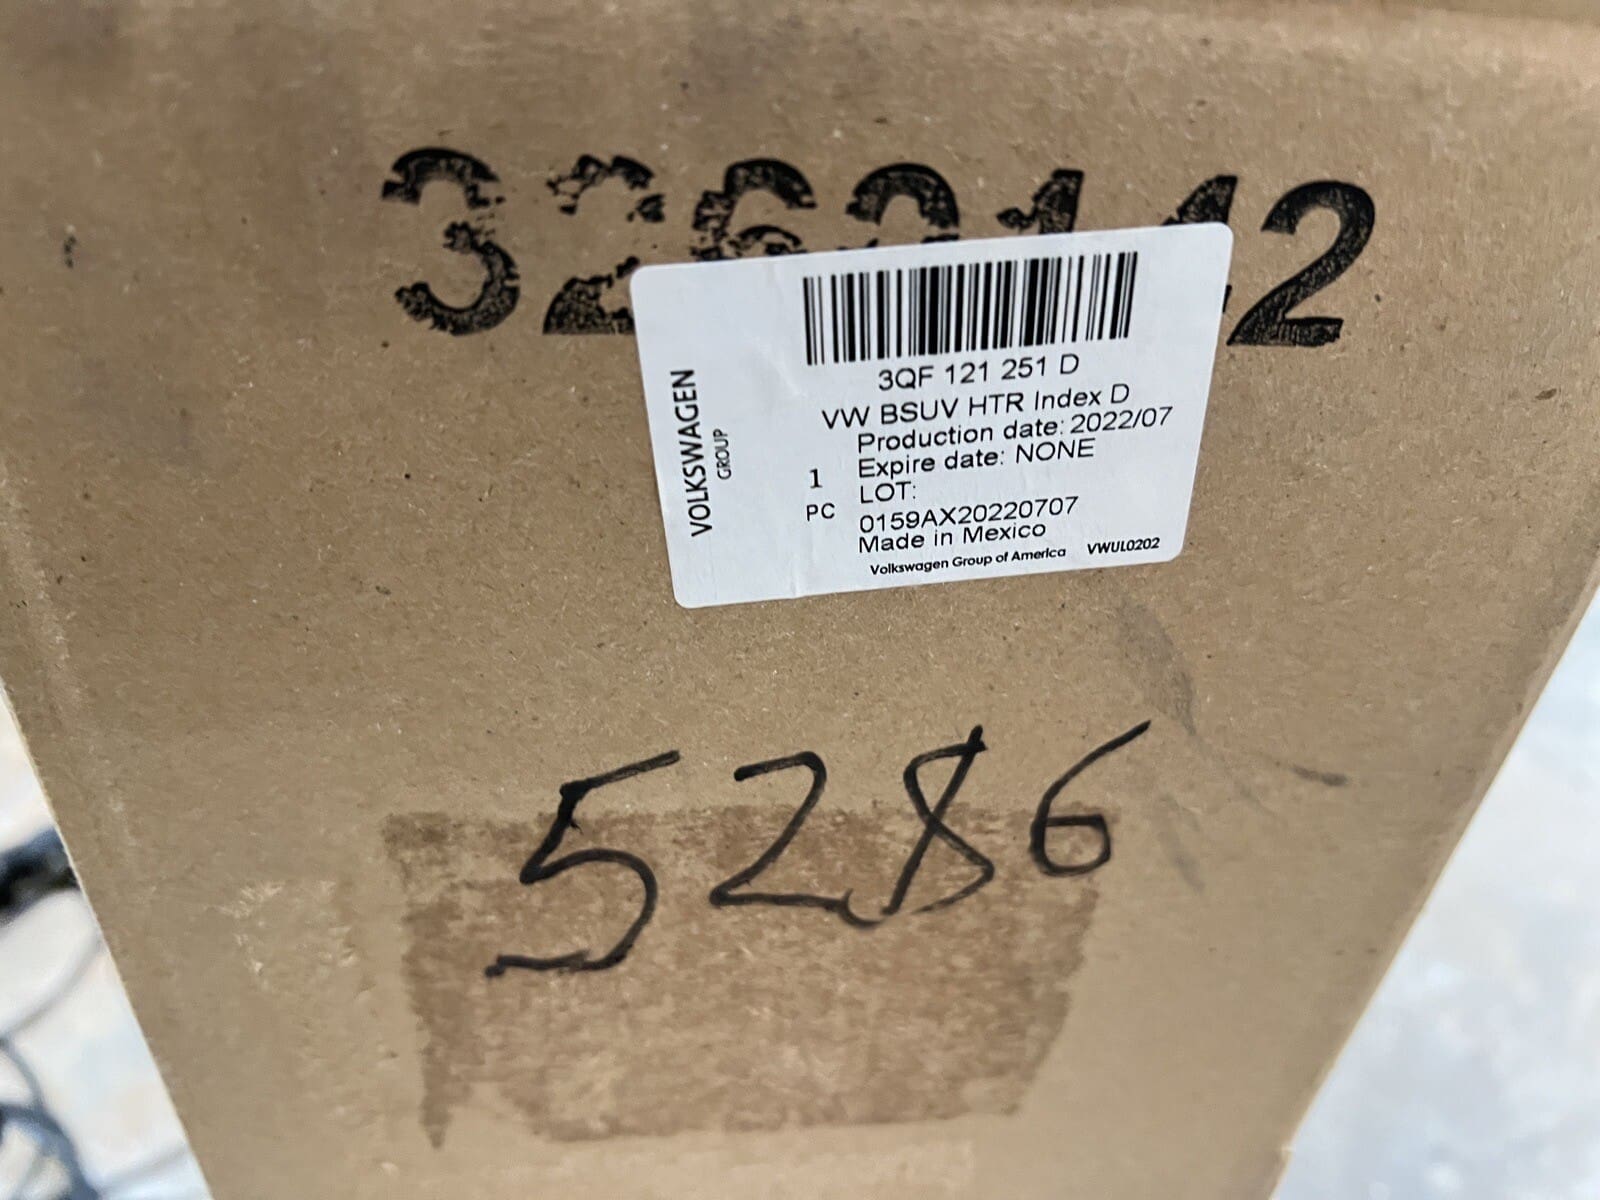 3262142
VOLKSWAGEN
GROUP
3QF 121 251 D
VW BSUV HTR Index D
Production date: 2022/07
Expire date: NONE
1
PC
LOT:
0159AX20220707
Made in Mexico
Volkswagen Group of America VWUL0202
5286